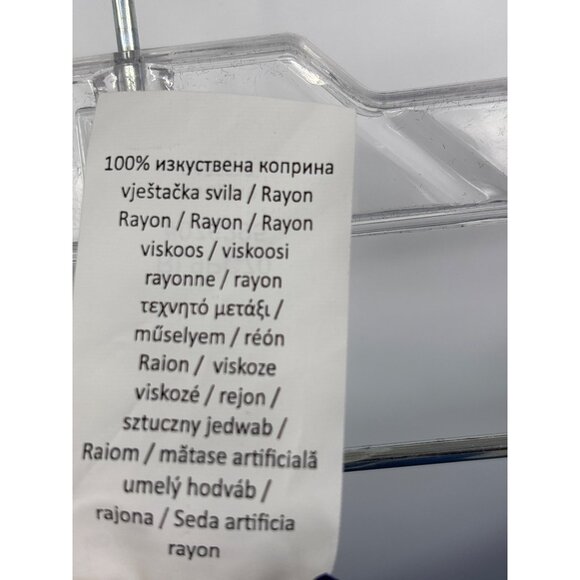 100% изкуствена коприна
vještačka svila / Rayon
Rayon / Rayon / Rayon
viskoos / viskoosi
rayonne / rayon
τεχνητό μετάξι /
műselyem / réón
Raion / viskoze
viskozé / rejon /
sztuczny jedwab /
Raiom / mătase artificială
umelý hodváb /
rajona / Seda artificia
rayon